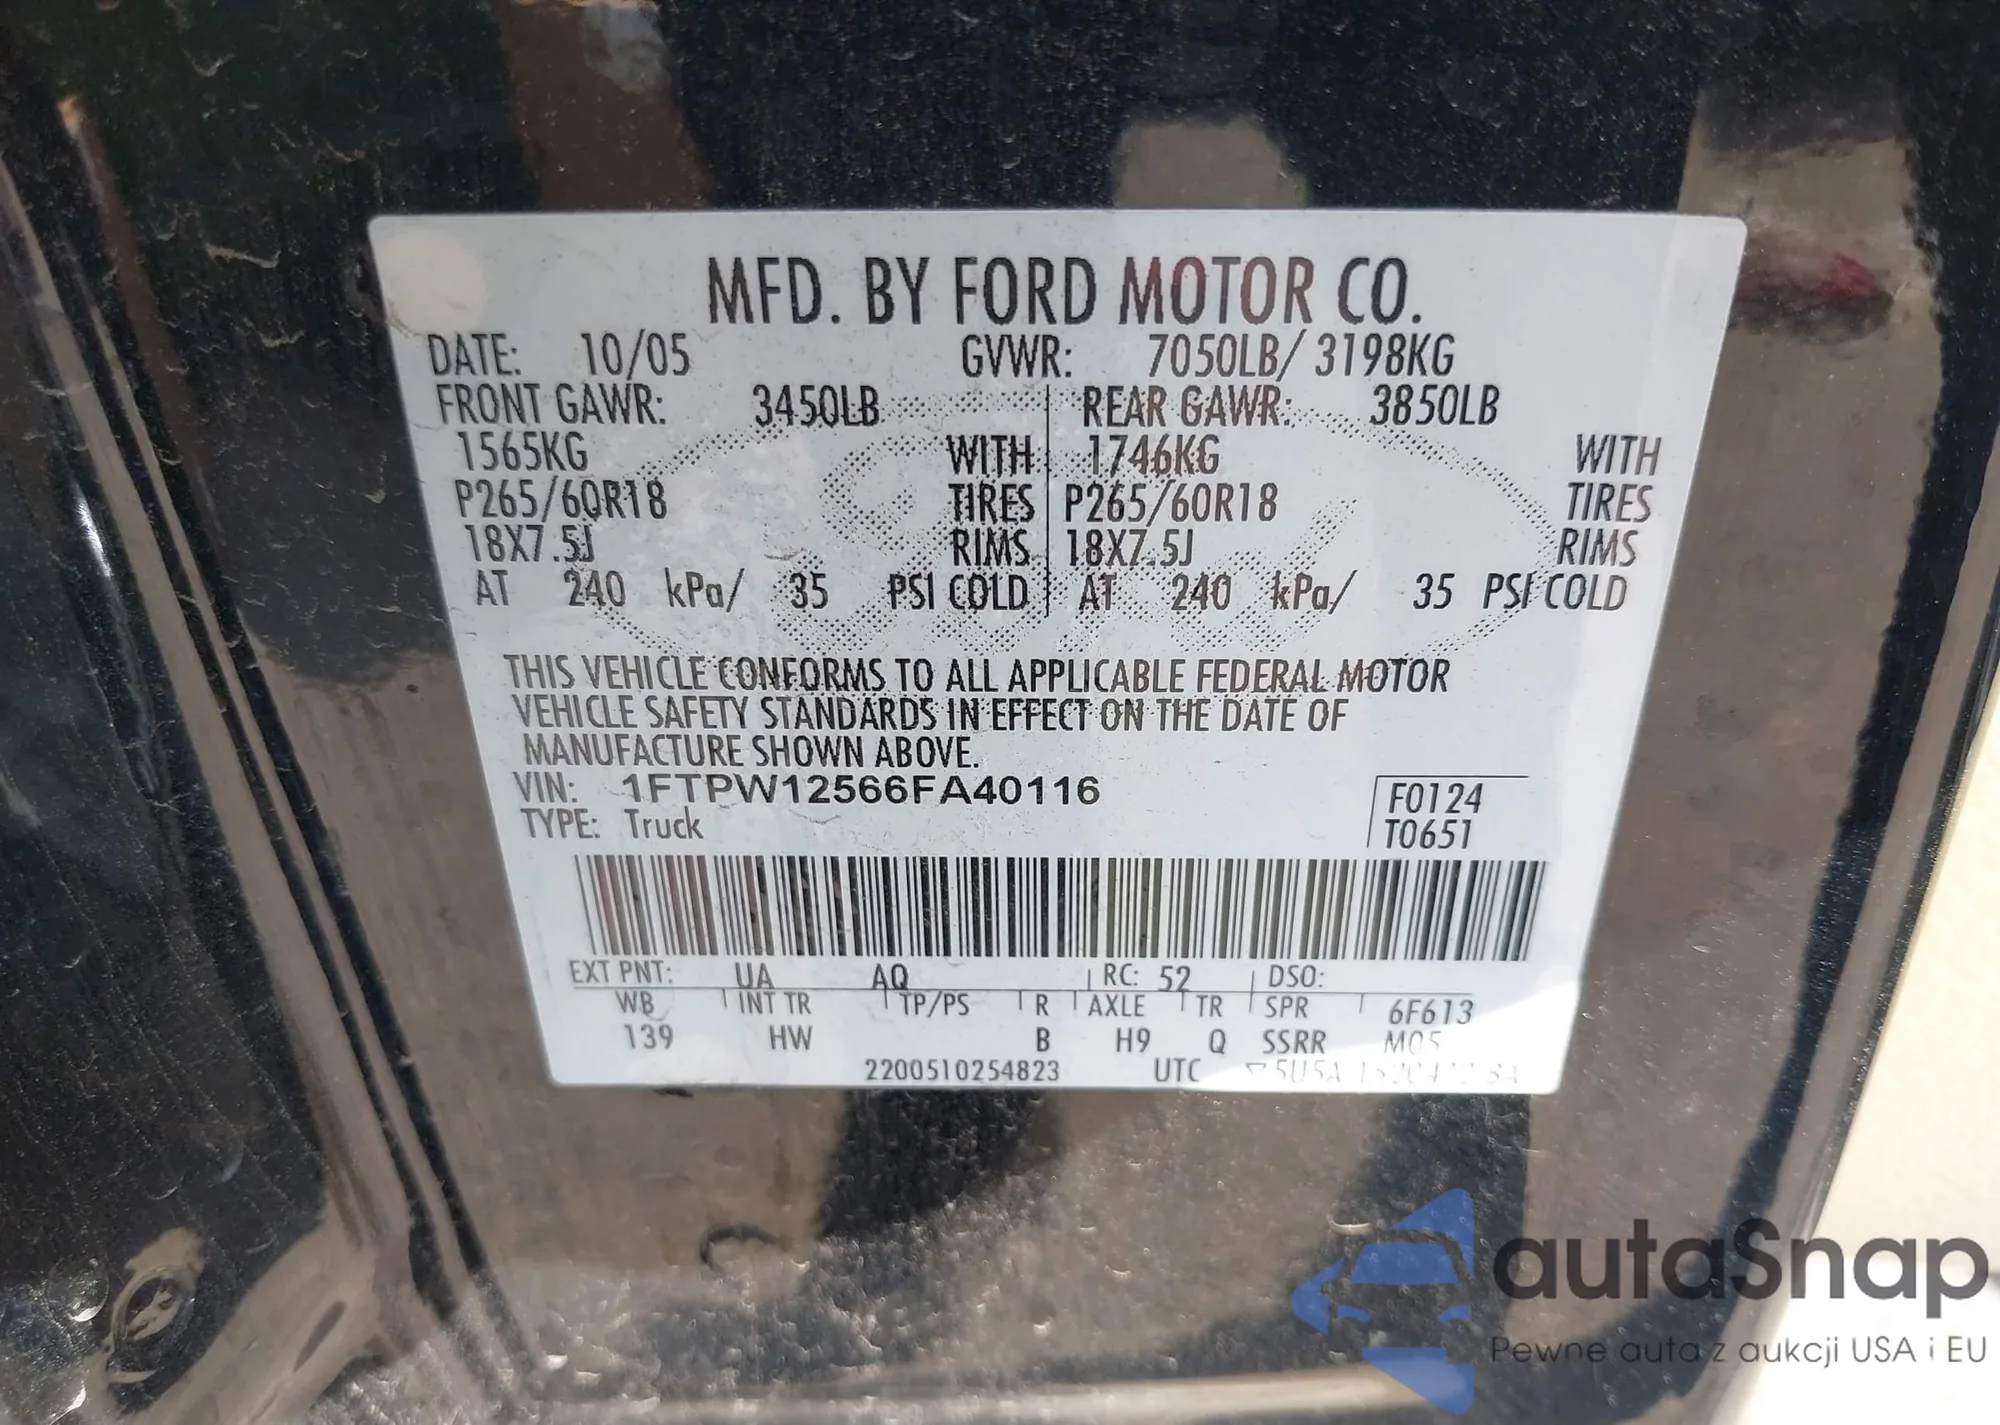 MFD. BY FORD MOTOR CO.
DATE: 10/05 GVWR: 7050LB/ 3198KG
FRONT GAWR: 3450LB REAR GAWR: 3850LB
1565KG WITH 1746KG WITH
P265/60R18 TIRES P265/60R18 TIRES
18X7.5J RIMS 18X7.5J RIMS
AT 240 kPa/ 35 PSI COLD AT 240 kPa/ 35 PSI COLD
THIS VEHICLE CONFORMS TO ALL APPLICABLE FEDERAL MOTOR
VEHICLE SAFETY STANDARDS IN EFFECT ON THE DATE OF
MANUFACTURE SHOWN ABOVE.
VIN: 1FTPW12566FA40116
TYPE: Truck
F0124
T0651
EXT PNT: UA AQ RC: 52 DSO:
WB INT TR TP/PS R AXLE TR SPR 6F613
139 HW B H9 Q SSRR M05
2200510254823 UTC 5U5A
autaSnap
Pewne auta z aukcji USA i EU